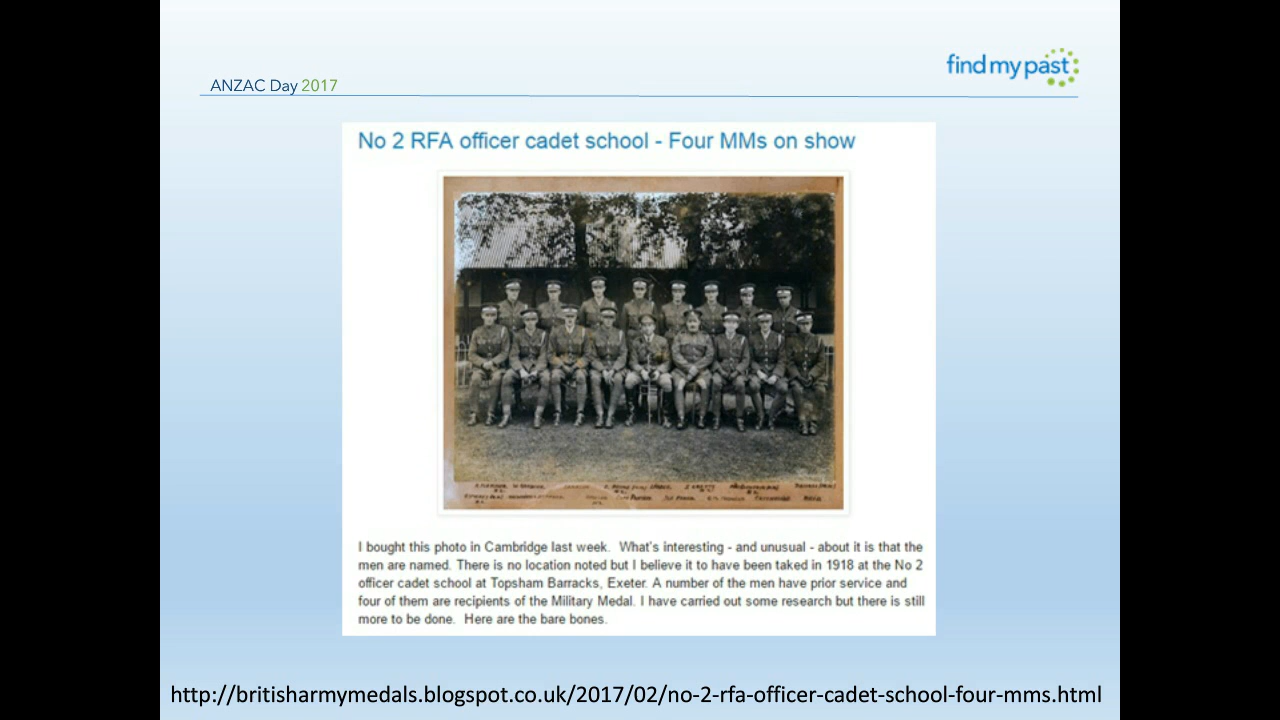 ANZAC Day 2017
findmypast
No 2 RFA officer cadet school - Four MMs on show
I bought this photo in Cambridge last week. What's interesting - and unusual - about it is that the
men are named. There is no location noted but I believe it to have been taked in 1918 at the No 2
officer cadet school at Topsham Barracks, Exeter. A number of the men have prior service and
four of them are recipients of the Military Medal. I have carried out some research but there is still
more to be done. Here are the bare bones.
http://britisharmymedals.blogspot.co.uk/2017/02/no-2-rfa-officer-cadet-school-four-mms.html